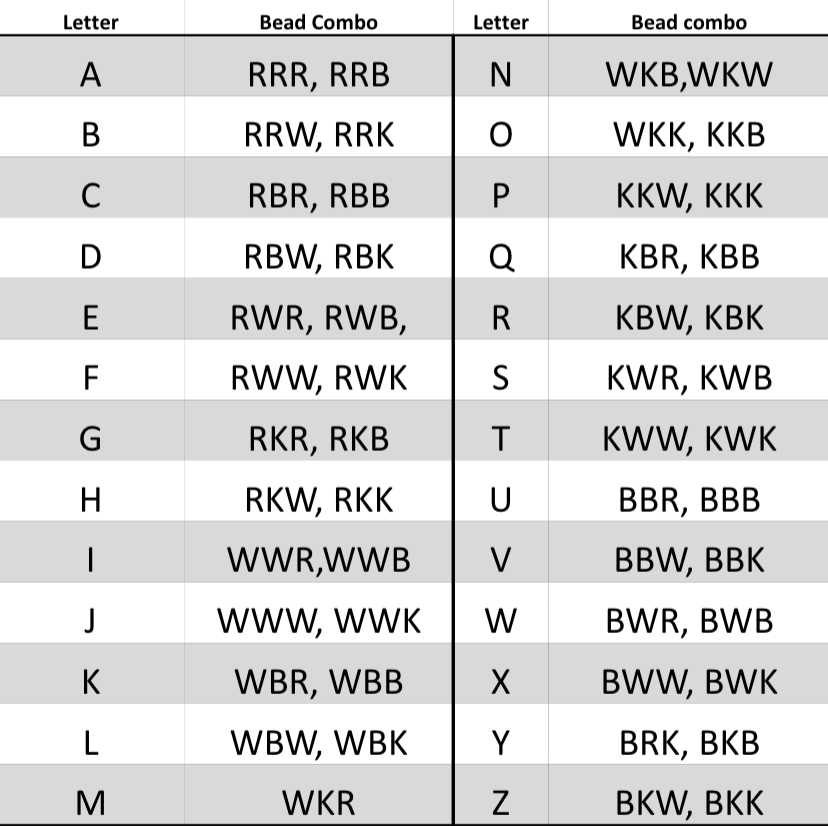 Letter Bead Combo Letter Bead combo
A RRR, RRB N WKB,WKW
B RRW, RRK O WKK, KKB
C RBR, RBB P KKW, KKK
D RBW, RBK Q KBR, KBB
E RWR, RWB, R KBW, KBK
F RWW, RWK S KWR, KWB
G RKR, RKB T KWW, KWK
H RKW, RKK U BBR, BBB
I WWR,WWB V BBW, BBK
J WWW, WWK W BWR, BWB
K WBR, WBB X BWW, BWK
L WBW, WBK Y BRK, BKB
M WKR Z BKW, BKK